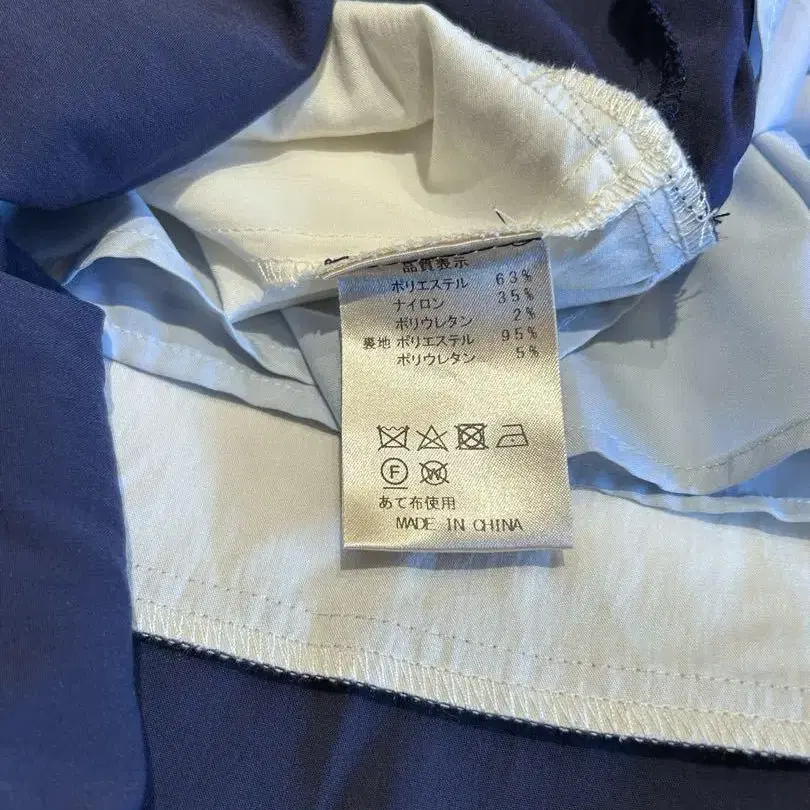 品質表示
ポリエステル 63%
ナイロン 35%
ポリウレタン 2%
裏地 ポリエステル 95%
ポリウレタン 5%
F W
あて布使用
MADE IN CHINA